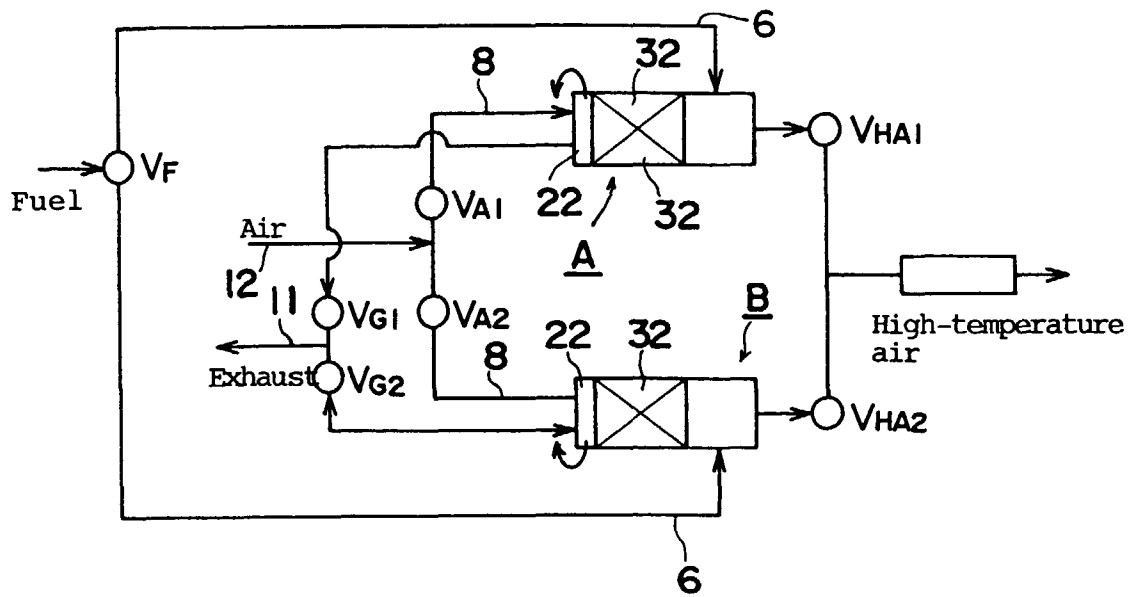 6
8
32
VF
Fuel
VHA1
22
32
VA1
Air
A
12
11
VG1
VA2
B
22
32
High-temperature
air
Exhaust
VG2
8
VHA2
6